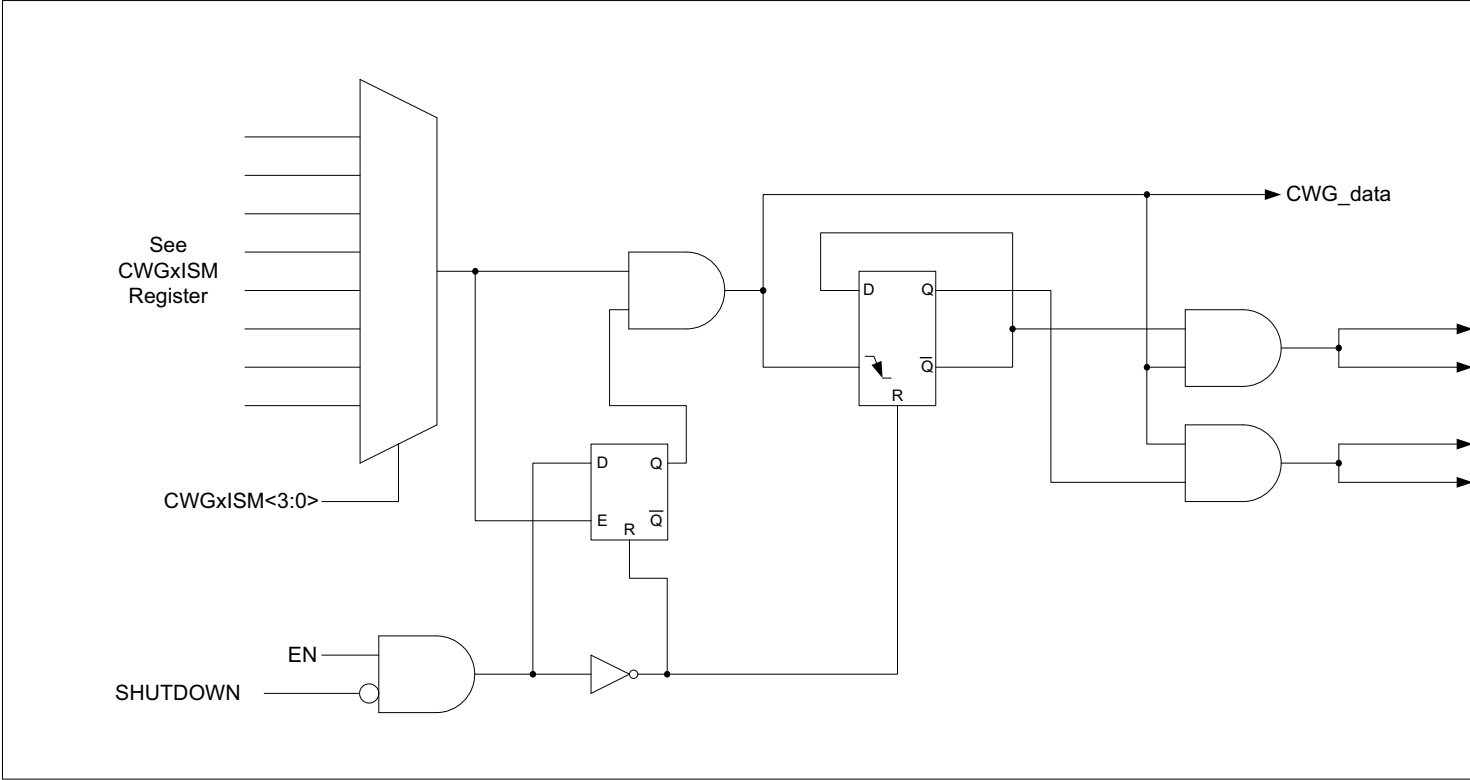 See
CWGxISM
Register
CWGxISM<3:0>
CWG_data
D
Q
Q̅
R
D
Q
E
R
Q̅
EN
SHUTDOWN